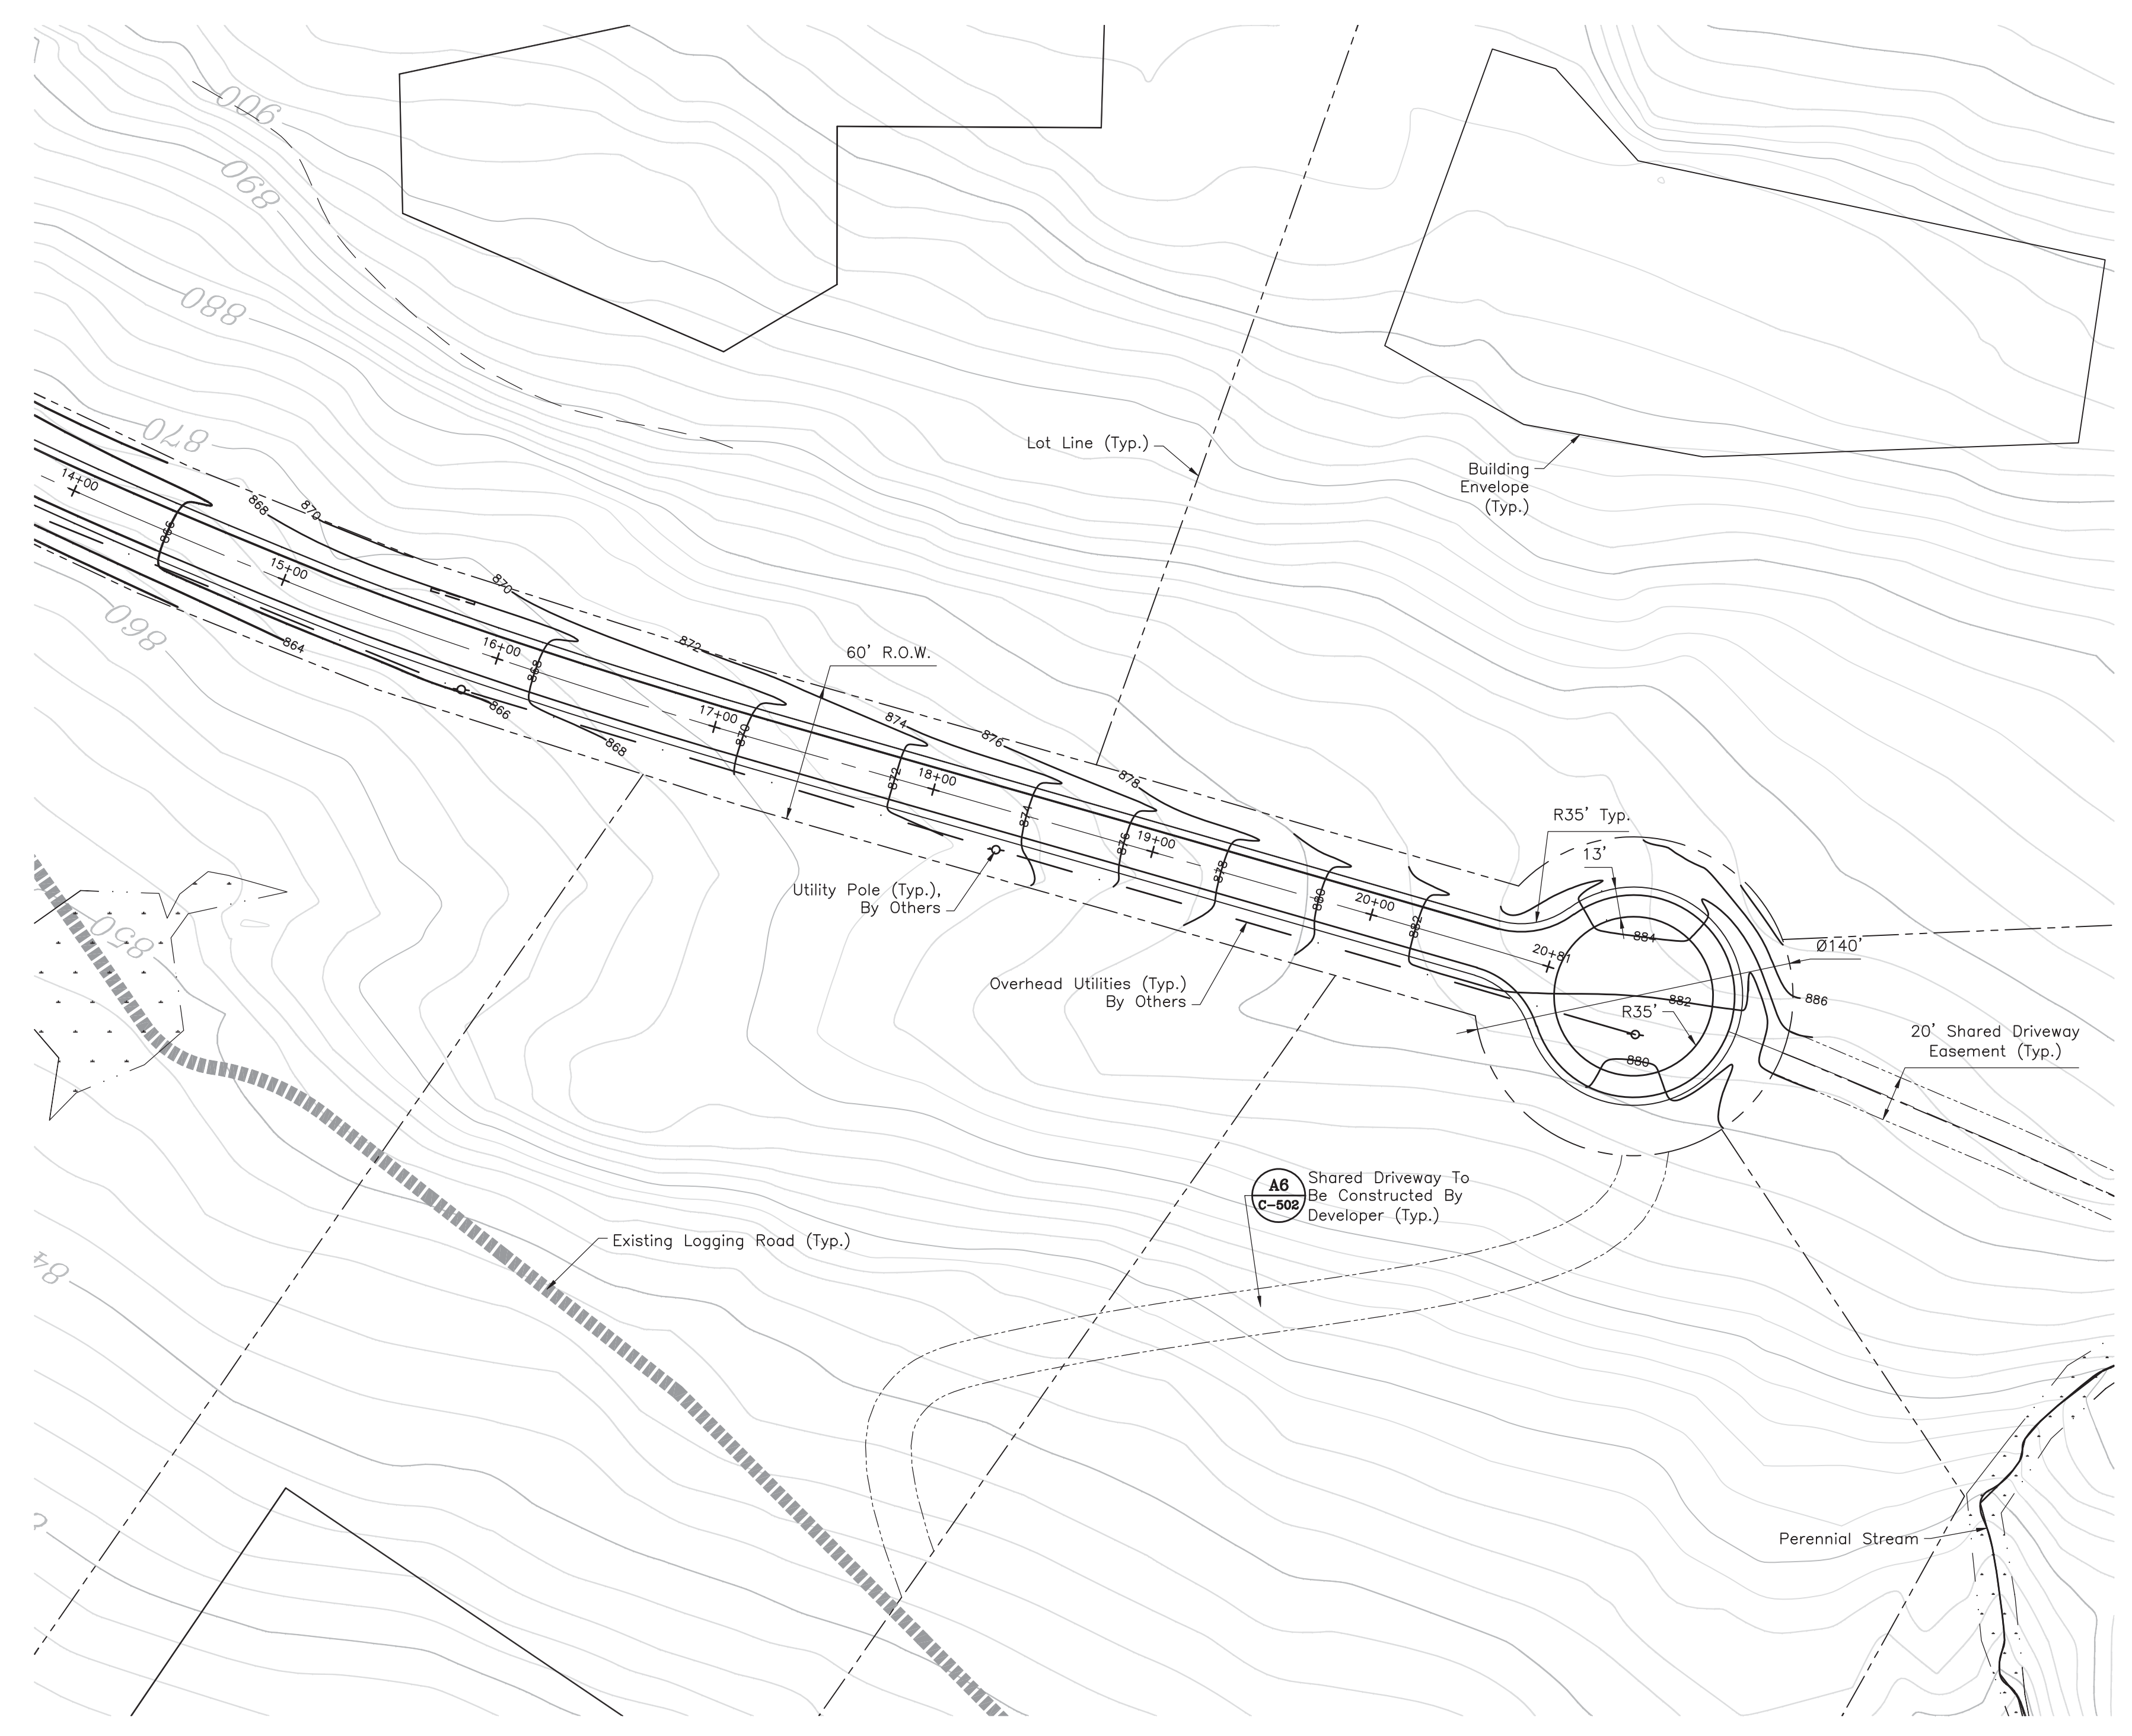 900
890
880
870
Lot Line (Typ.)
Building
Envelope
(Typ.)
14+00
868
870
866
15+00
870
860
864
16+00
868
872
60' R.O.W.
866
868
17+00
870
874
876
878
872
18+00
874
876
19+00
878
880
20+00
882
R35' Typ.
13'
884
20+81
Ø140'
Utility Pole (Typ.),
By Others
850
Overhead Utilities (Typ.)
By Others
882
R35'
886
880
20' Shared Driveway
Easement (Typ.)
A6
C-502
Shared Driveway To
Be Constructed By
Developer (Typ.)
Existing Logging Road (Typ.)
84
Perennial Stream